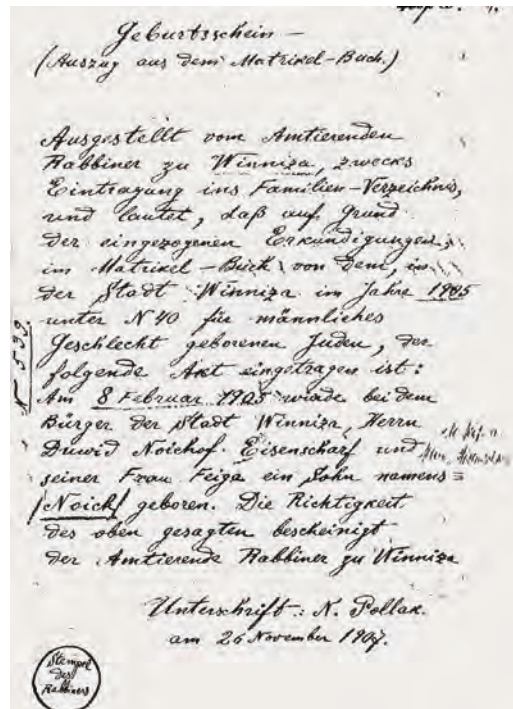 Geburtsschein –
(Auszug aus dem Matrikel-Buch.)
Ausgestellt vom Amtierenden
Rabbiner zu Winniza, zwecks
Eintragung ins Familien-Verzeichnis,
und lautet, daß auf Grund
der eingezogenen Erkundigungen,
im Matrikel-Buch von dem, in
der Stadt Winniza im Jahre 1905
unter N 40 für männliches
Geschlecht geborenen Juden, der
folgende Akt eingetragen ist:
Am 8 Februar 1905 wurde bei dem
Bürger der Stadt Winniza, Herrn
Duwid Noichof. Eisenscharf und
seiner Frau Feiga ein Sohn namens =
/Noich/ geboren. Die Richtigkeit
des oben gesagten bescheinigt
der Amtierende Rabbiner zu Winniza
Unterschrift: N. Pollak.
am 26 November 1907.
N 539
Stempel
des
Rabbiners